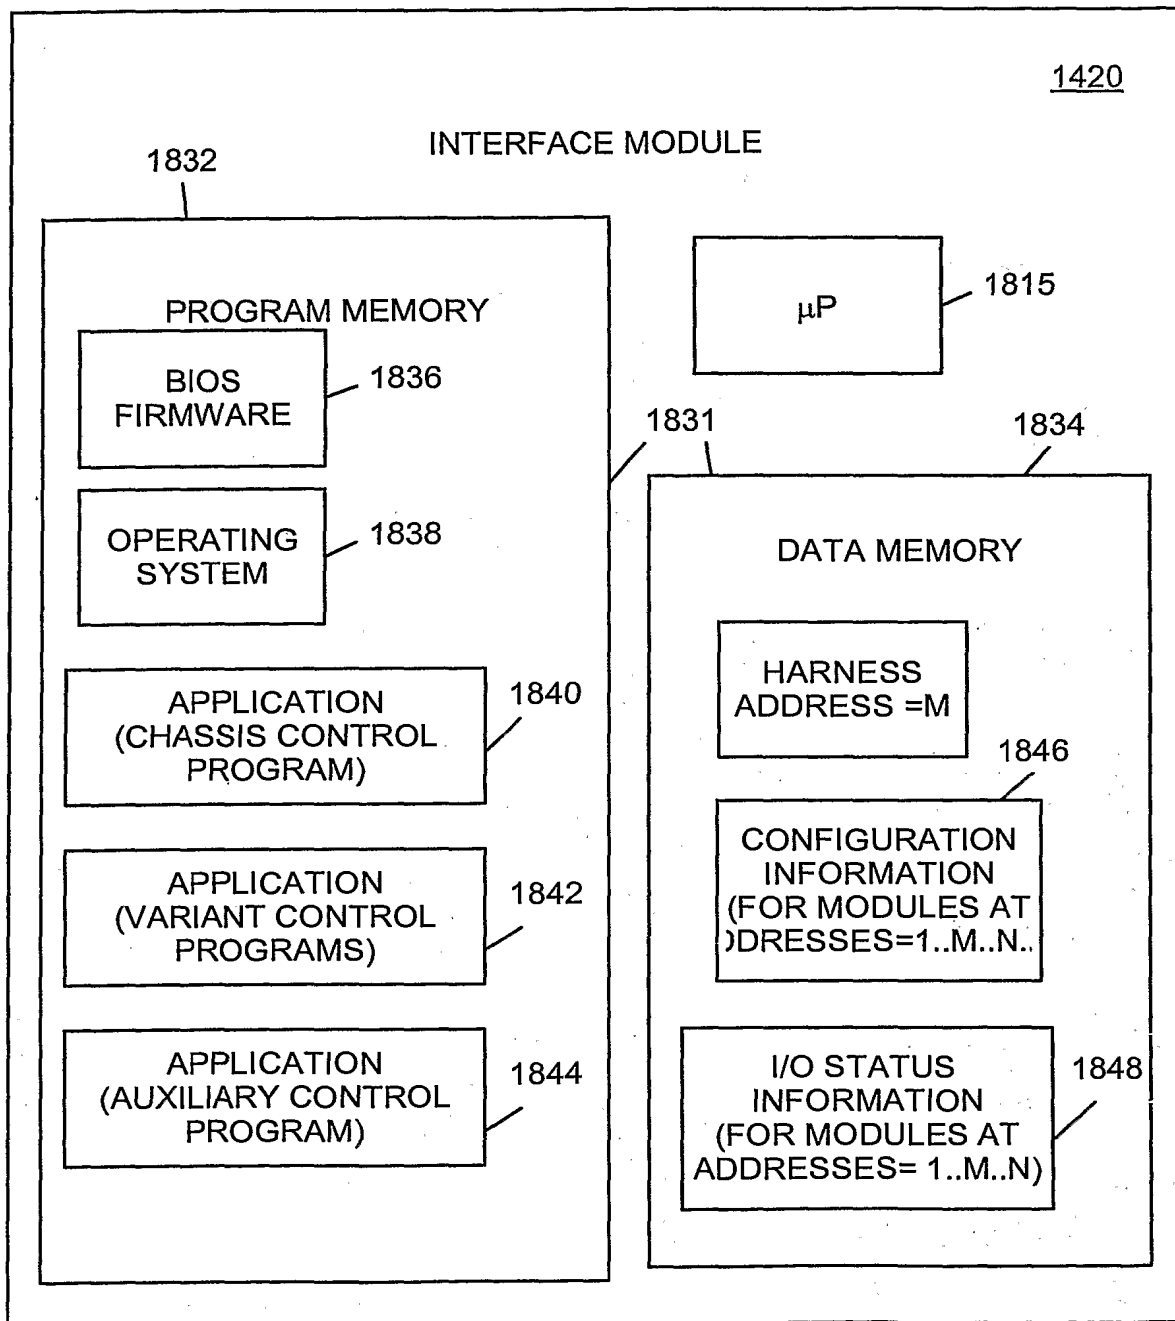 1420
INTERFACE MODULE
1832
PROGRAM MEMORY
BIOS
FIRMWARE
1836
OPERATING
SYSTEM
1838
APPLICATION
(CHASSIS CONTROL
PROGRAM)
1840
APPLICATION
(VARIANT CONTROL
PROGRAMS)
1842
APPLICATION
(AUXILIARY CONTROL
PROGRAM)
1844
µP
1815
1831
1834
DATA MEMORY
HARNESS
ADDRESS =M
1846
CONFIGURATION
INFORMATION
(FOR MODULES AT
DDRESSES=1..M..N..
I/O STATUS
INFORMATION
(FOR MODULES AT
ADDRESSES= 1..M..N)
1848